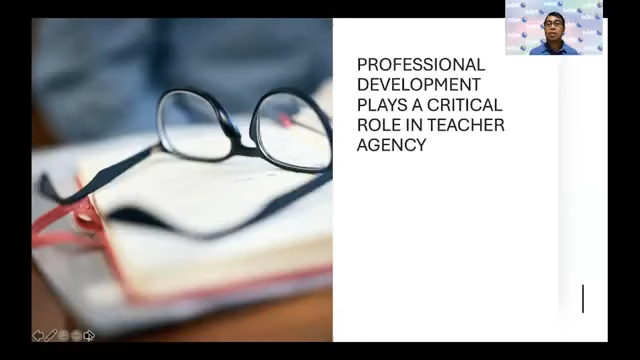 PROFESSIONAL
DEVELOPMENT
PLAYS A CRITICAL
ROLE IN TEACHER
AGENCY